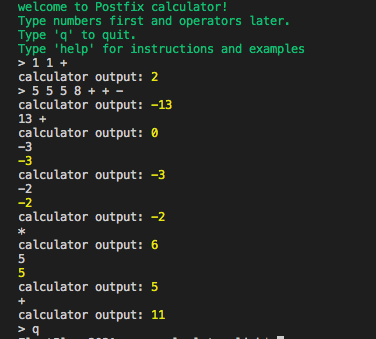 welcome to Postfix calculator!
Type numbers first and operators later.
Type 'q' to quit.
Type 'help' for instructions and examples
> 1 1 +
calculator output: 2
> 5 5 5 8 + + -
calculator output: -13
13 +
calculator output: 0
-3
-3
calculator output: -3
-2
-2
calculator output: -2
*
calculator output: 6
5
5
calculator output: 5
+
calculator output: 11
> q